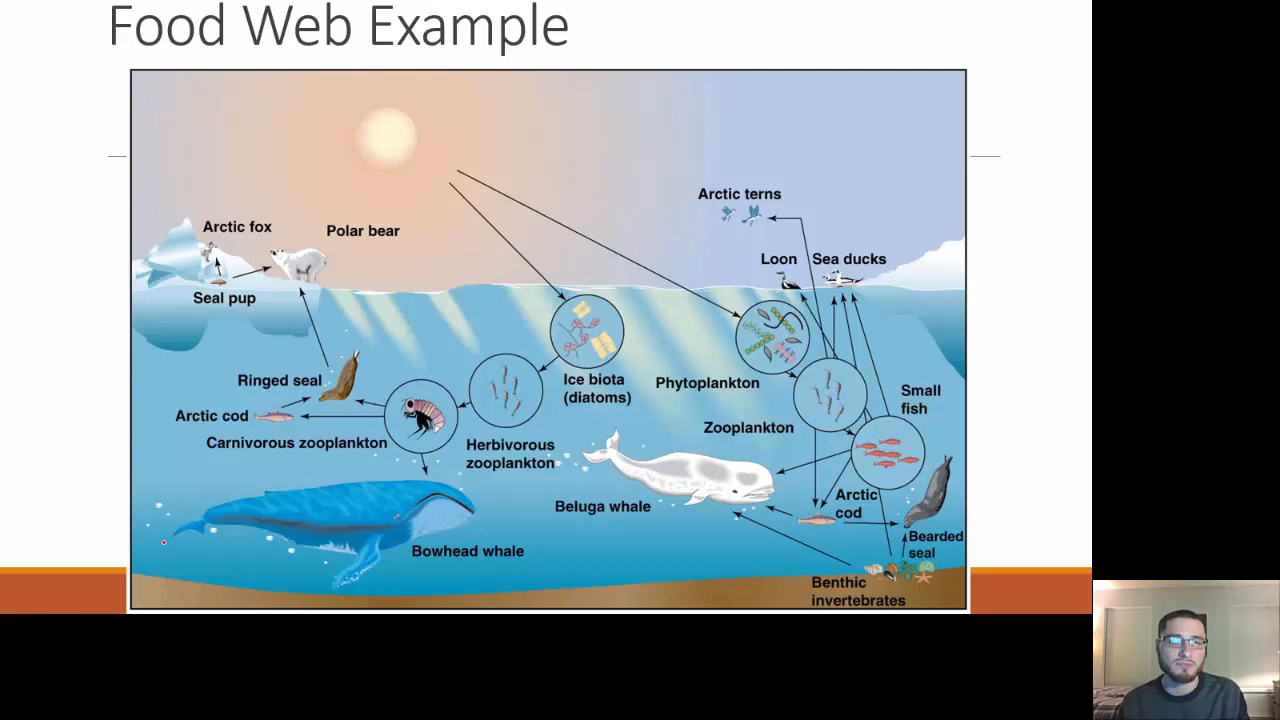 Food Web Example
Arctic terns
Arctic fox
Polar bear
Loon
Sea ducks
Seal pup
Ringed seal
Ice biota
(diatoms)
Phytoplankton
Small
fish
Arctic cod
Carnivorous zooplankton
Herbivorous
zooplankton
Zooplankton
Beluga whale
Arctic
cod
Bowhead whale
Bearded
seal
Benthic
invertebrates